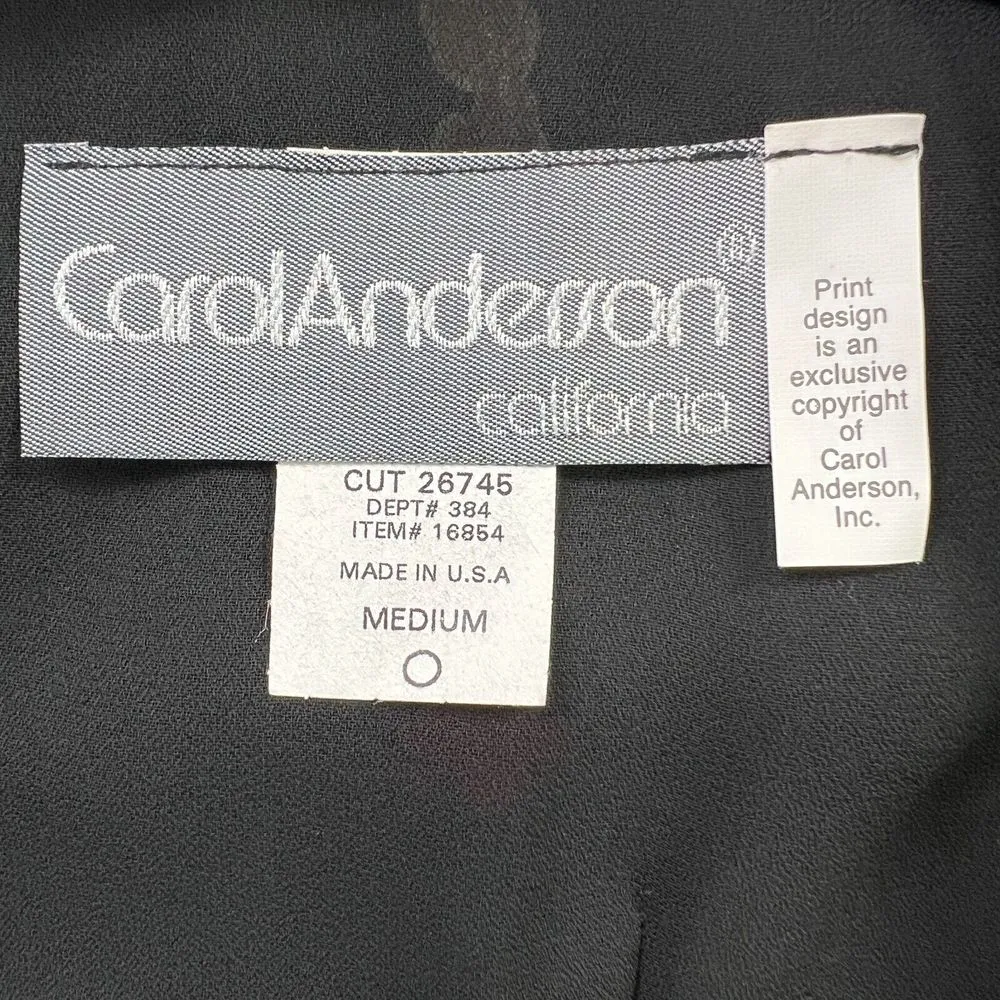 CarolAnderson®
california
CUT 26745
DEPT# 384
ITEM# 16854
MADE IN U.S.A
MEDIUM
Print
design
is an
exclusive
copyright
of
Carol
Anderson,
Inc.